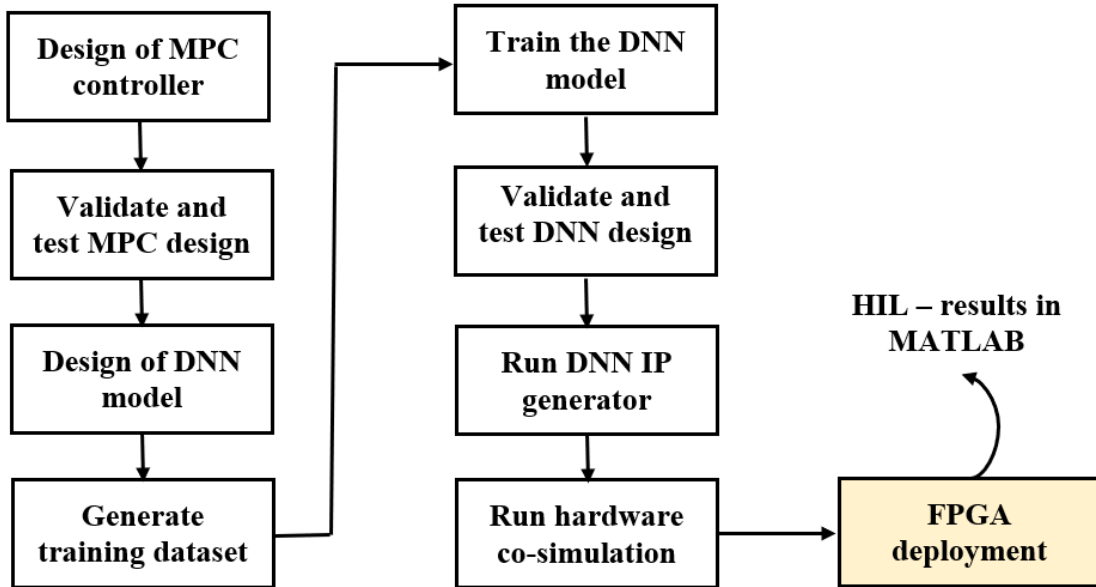 Design of MPC
controller
Validate and
test MPC design
Design of DNN
model
Generate
training dataset
Train the DNN
model
Validate and
test DNN design
Run DNN IP
generator
Run hardware
co-simulation
FPGA
deployment
HIL – results in
MATLAB